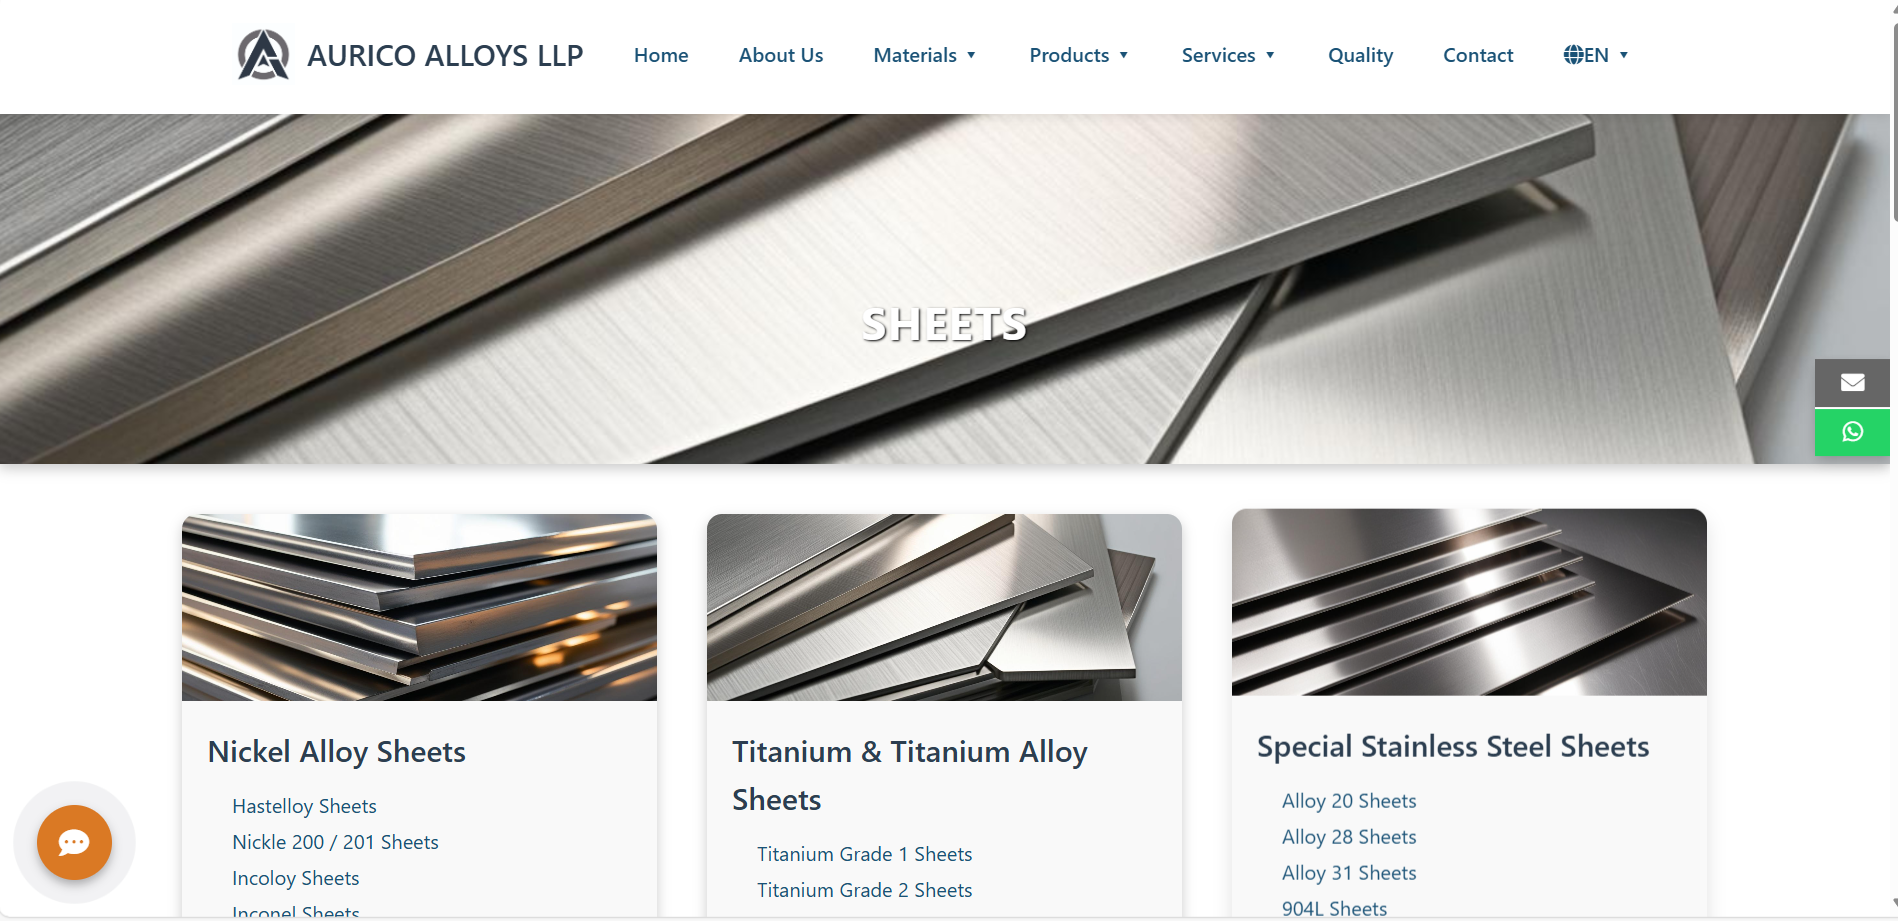 AURICO ALLOYS LLP
Home
About Us
Materials
Products
Services
Quality
Contact
EN
SHEETS
Nickel Alloy Sheets
Hastelloy Sheets
Nickle 200 / 201 Sheets
Incoloy Sheets
Inconel Sheets
Titanium & Titanium Alloy
Sheets
Titanium Grade 1 Sheets
Titanium Grade 2 Sheets
Special Stainless Steel Sheets
Alloy 20 Sheets
Alloy 28 Sheets
Alloy 31 Sheets
904L Sheets